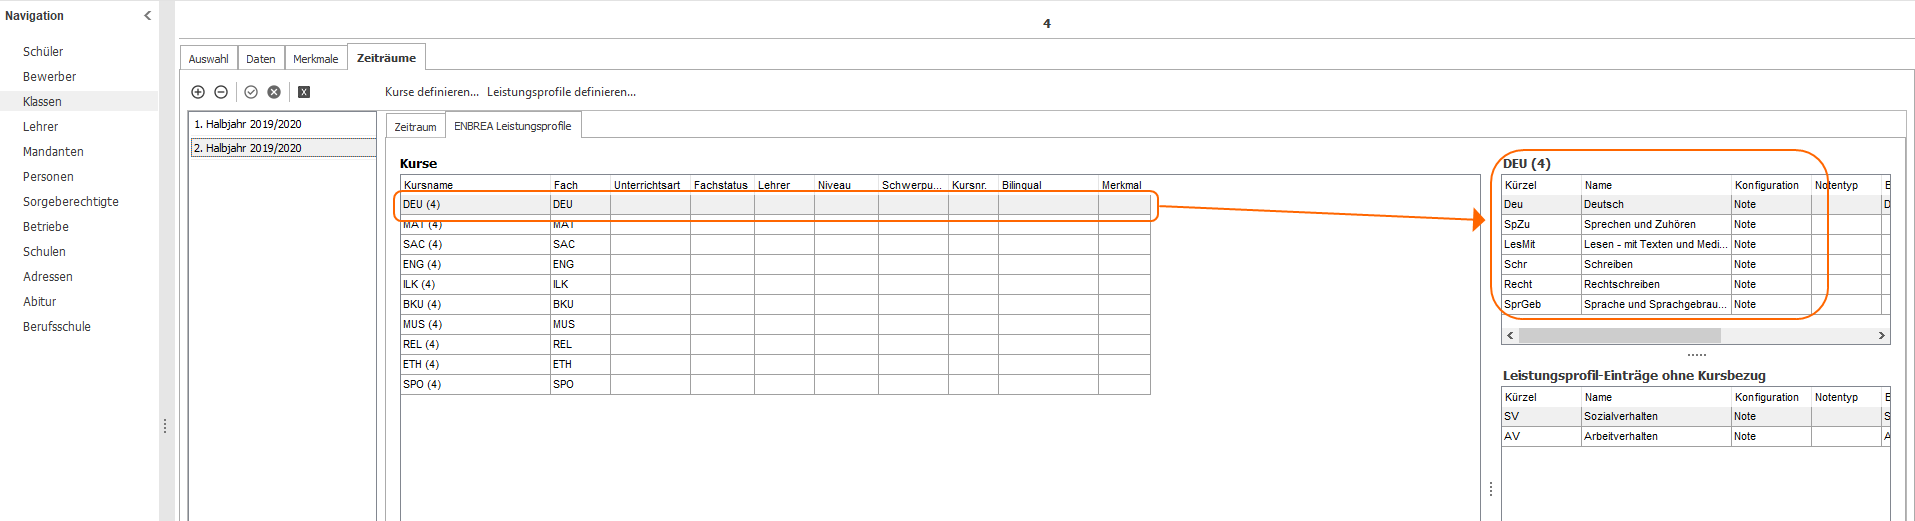 Navigation
Schüler
Bewerber
Klassen
Lehrer
Mandanten
Personen
Sorgeberechtigte
Betriebe
Schulen
Adressen
Abitur
Berufsschule
4
Auswahl Daten Merkmale Zeiträume
Kurse definieren... Leistungsprofile definieren...
1. Halbjahr 2019/2020
2. Halbjahr 2019/2020
Zeitraum ENBREA Leistungsprofile
Kurse
Kursname Fach Unterrichtsart Fachstatus Lehrer Niveau Schwerpu... Kursnr. Bilingual Merkmal
DEU (4) DEU
MAT (4) MAT
SAC (4) SAC
ENG (4) ENG
ILK (4) ILK
BKU (4) BKU
MUS (4) MUS
REL (4) REL
ETH (4) ETH
SPO (4) SPO
DEU (4)
Kürzel Name Konfiguration Notentyp E
Deu Deutsch Note D
SpZu Sprechen und Zuhören Note
LesMit Lesen - mit Texten und Medi... Note
Schr Schreiben Note
Recht Rechtschreiben Note
SprGeb Sprache und Sprachgebrau... Note
Leistungsprofil-Einträge ohne Kursbezug
Kürzel Name Konfiguration Notentyp E
SV Sozialverhalten Note S
AV Arbeitverhalten Note A